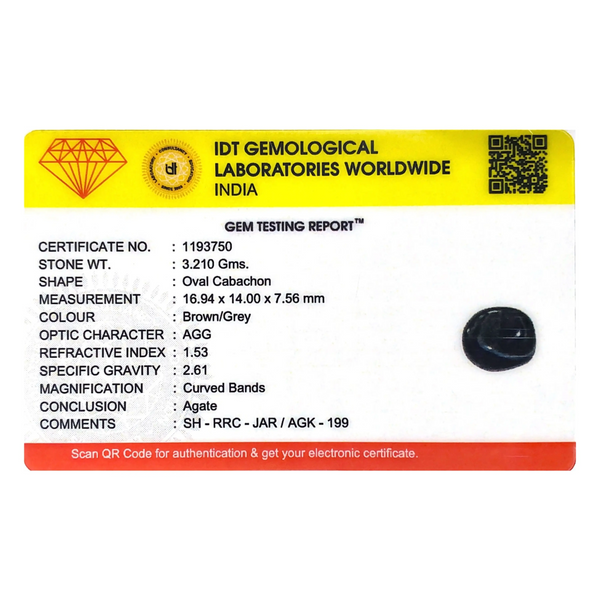 IDT GEMOLOGICAL
LABORATORIES WORLDWIDE
INDIA
GEM TESTING REPORT™
CERTIFICATE NO. : 1193750
STONE WT. : 3.210 Gms.
SHAPE : Oval Cabachon
MEASUREMENT : 16.94 x 14.00 x 7.56 mm
COLOUR : Brown/Grey
OPTIC CHARACTER : AGG
REFRACTIVE INDEX : 1.53
SPECIFIC GRAVITY : 2.61
MAGNIFICATION : Curved Bands
CONCLUSION : Agate
COMMENTS : SH - RRC - JAR / AGK - 199
Scan QR Code for authentication & get your electronic certificate.